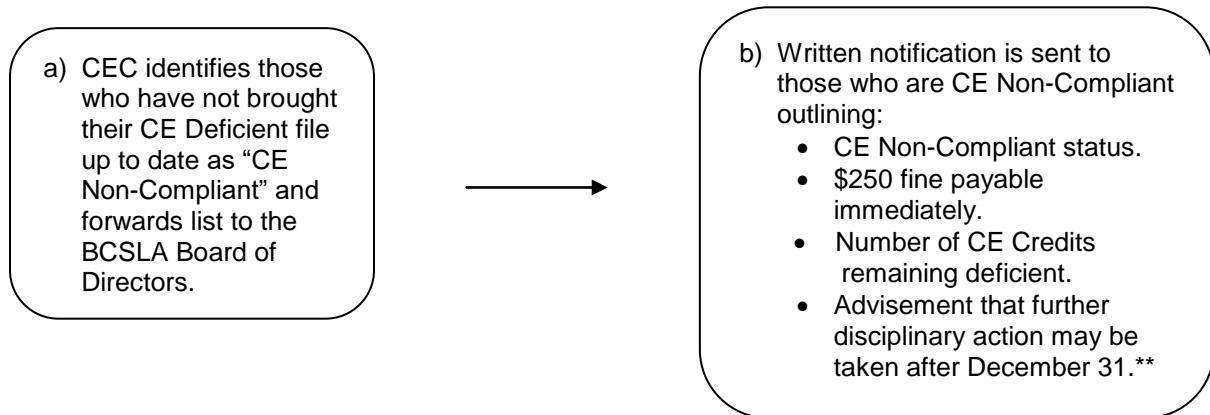 a) CEC identifies those
who have not brought
their CE Deficient file
up to date as “CE
Non-Compliant” and
forwards list to the
BCSLA Board of
Directors.
b) Written notification is sent to
those who are CE Non-Compliant
outlining:
• CE Non-Compliant status.
• $250 fine payable
immediately.
• Number of CE Credits
remaining deficient.
• Advisement that further
disciplinary action may be
taken after December 31.**